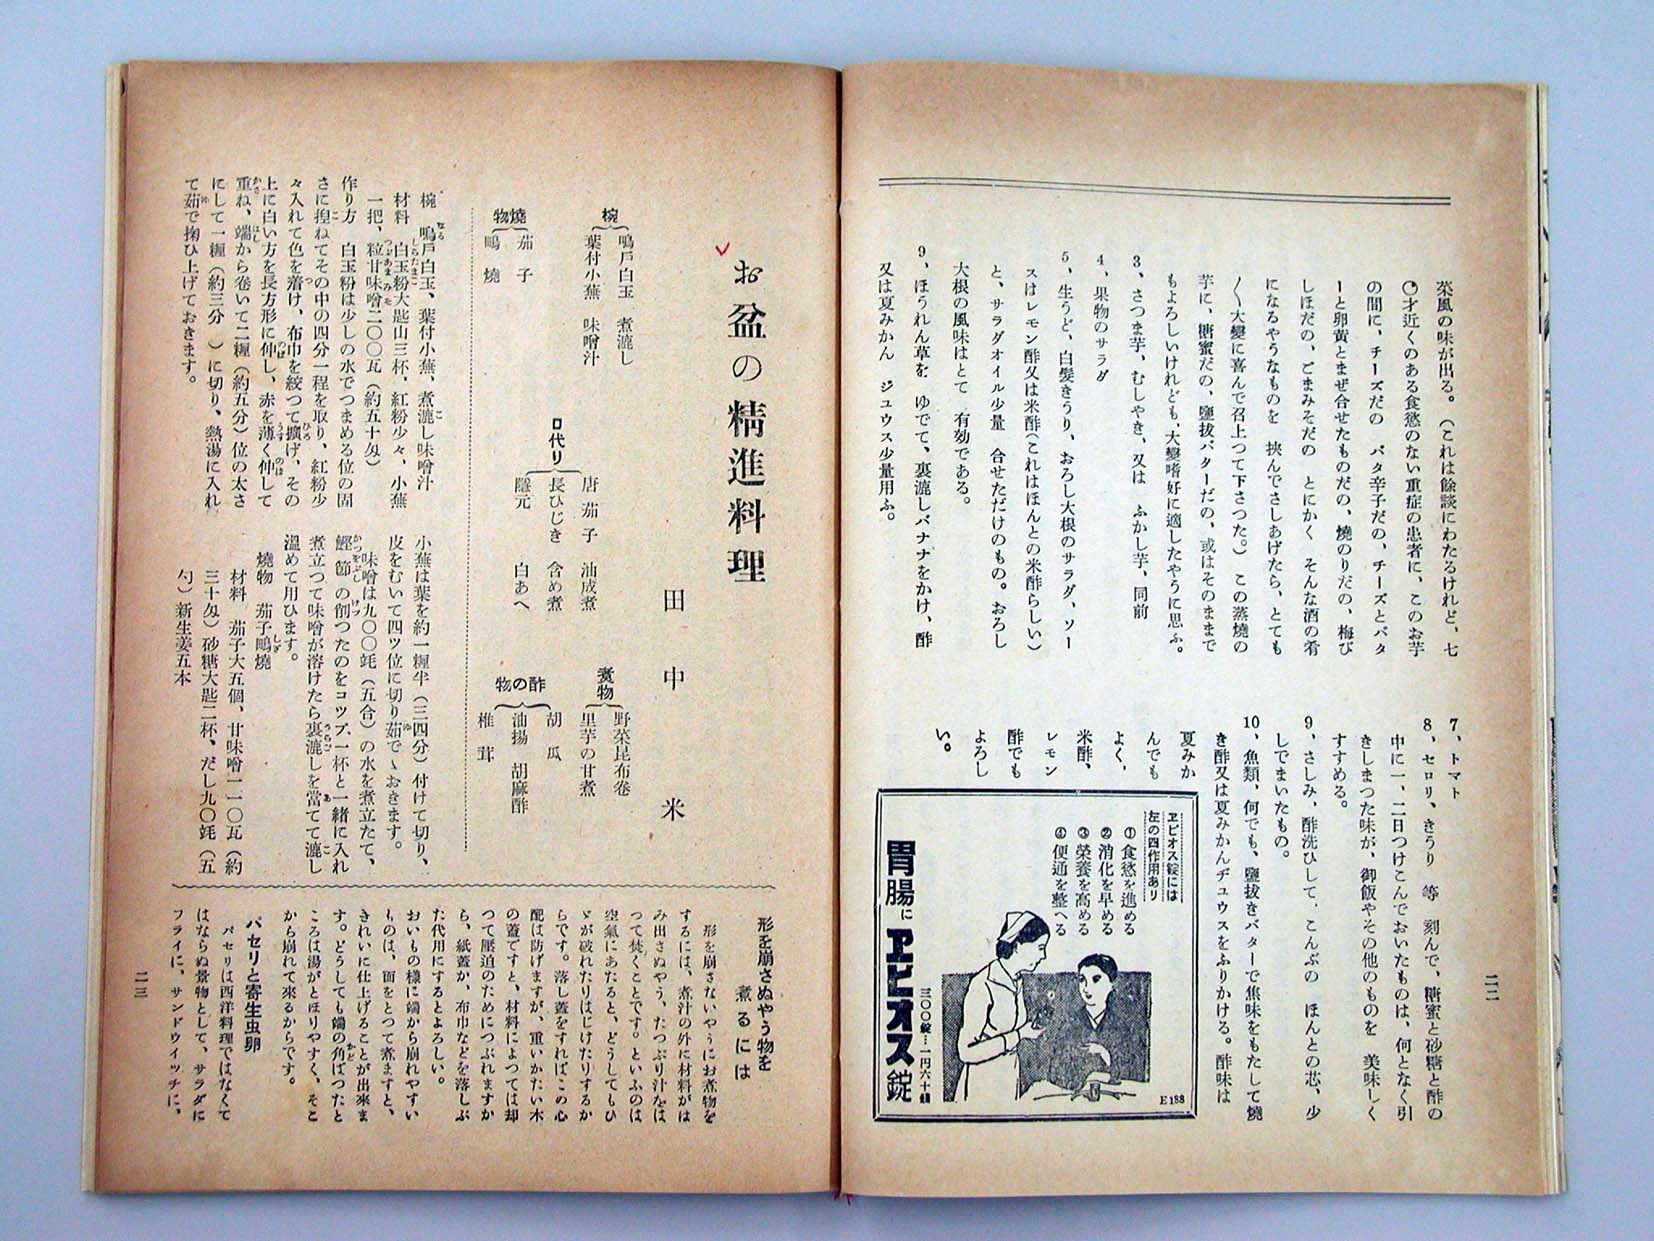 菜風の味が出る。(これは餘談にわたるけれど、七
〇才近くのある食慾のない重症の患者に、このお芋
の間に、チーズだの バタ辛子だの、チーズとバタ
ーと卵黄とまぜ合せたものだの、燒のりだの、梅び
しほだの、ごまみそだの とにかく そんな酒の肴
になるやうなものを 挾んでさしあげたら、とても
〳〵大變に喜んで召上つて下さつた。) この蒸燒の
芋に、糖蜜だの、鹽拔バターだの、或はそのままで
もよろしいけれども、大變嗜好に適したやうに思ふ。
3、さつま芋、むしやき、又は ふかし芋、同前
4、果物のサラダ
5、生うど、白髮きうり、おろし大根のサラダ、ソー
スはレモン酢又は米酢(これはほんとの米酢らしい)
と、サラダオイル少量 合せただけのもの。おろし
大根の風味はとて 有効である。
9、ほうれん草を ゆでて、裏漉しバナナをかけ、酢
又は夏みかん ジュウス少量用ふ。
7、トマト
8、セロリ、きうり 等 刻んで、糖蜜と砂糖と酢の
中に一、二日つけこんでおいたものは、何となく引
きしまつた味が、御飯やその他のものを 美味しく
すすめる。
9、さしみ、酢洗ひして、こんぶの ほんとの芯、少
しでまいたもの。
10、魚類、何でも、鹽拔きバターで焦味をもたして燒
き酢又は夏みかんヂュウスをふりかける。酢味は
夏みか
んでも
よく、
米酢、
レモン
酢でも
よろし
い。
ヱビオス錠には
左の四作用あり
①食慾を進める
②消化を早める
③榮養を高める
④便通を整へる
三〇〇錠…一円六十錢
胃腸に ヱビオス錠
E188
二二
お盆の精進料理
田中米
椀
鳴戸白玉 煮漉し
葉付小蕪 味噌汁
燒物
茄子
鴫燒
口代り
唐茄子 油成煮
長ひじき 含め煮
隱元 白あへ
煮物
野菜昆布卷
里芋の甘煮
酢の物
胡瓜
油揚 胡麻酢
椎茸
椀 鳴戸白玉、葉付小蕪、煮漉し味噌汁
材料 白玉粉大匙山三杯、紅粉少々、小蕪
一把、粒甘味噌二〇〇瓦(約五十匁)
作り方 白玉粉は少しの水でつまめる位の固
さに捏ねてその中の四分一程を取り、紅粉少
々入れて色を着け、布巾を絞つて擴げ、その
上に白い方を長方形に伸し、赤を薄く伸して
重ね、端から卷いて二糎(約五分)位の太さ
にして一糎(約三分 )に切り、熱湯に入れ
て茹で掬ひ上げておきます。
小蕪は葉を約一糎半(三四分)付けて切り、
皮をむいて四ツ位に切り茹でゝおきます。
味噌は九〇〇竓(五合)の水を煮立たて、
鰹節の削つたのをコツプ一杯と一緒に入れ
煮立つて味噌が溶けたら裏漉しを當てて漉し
溫めて用ひます。
燒物 茄子鴫燒
材料 茄子大五個、甘味噌一一〇瓦(約
三十匁)砂糖大匙二杯、だし九〇竓(五
勺)新生姜五本
形を崩さぬやう物を
煮るには
形を崩さないやうにお煮物を
するには、煮汁の外に材料がは
み出さぬやう、たつぷり汁をは
つて焚くことです。といふのは
空氣にあたると、どうしてもひ
ゞが破れたりはじけたりするか
らです。落し蓋をすればこの心
配は防げますが、重いかたい木
の蓋ですと、材料によつては却
つて壓迫のためにつぶれますか
ら、紙蓋か、布巾などを落しぶ
た代用にするとよろしい。
おいもの樣に端から崩れやすい
ものは、面をとつて煮ますと、
きれいに仕上げることが出來ま
す。どうしても端の角ばつたと
ころは湯がとほりやすく、そこ
から崩れて來るからです。
パセリと寄生虫卵
パセリは西洋料理ではなくて
はならぬ景物として、サラダに
フライに、サンドウイツチに、
二三